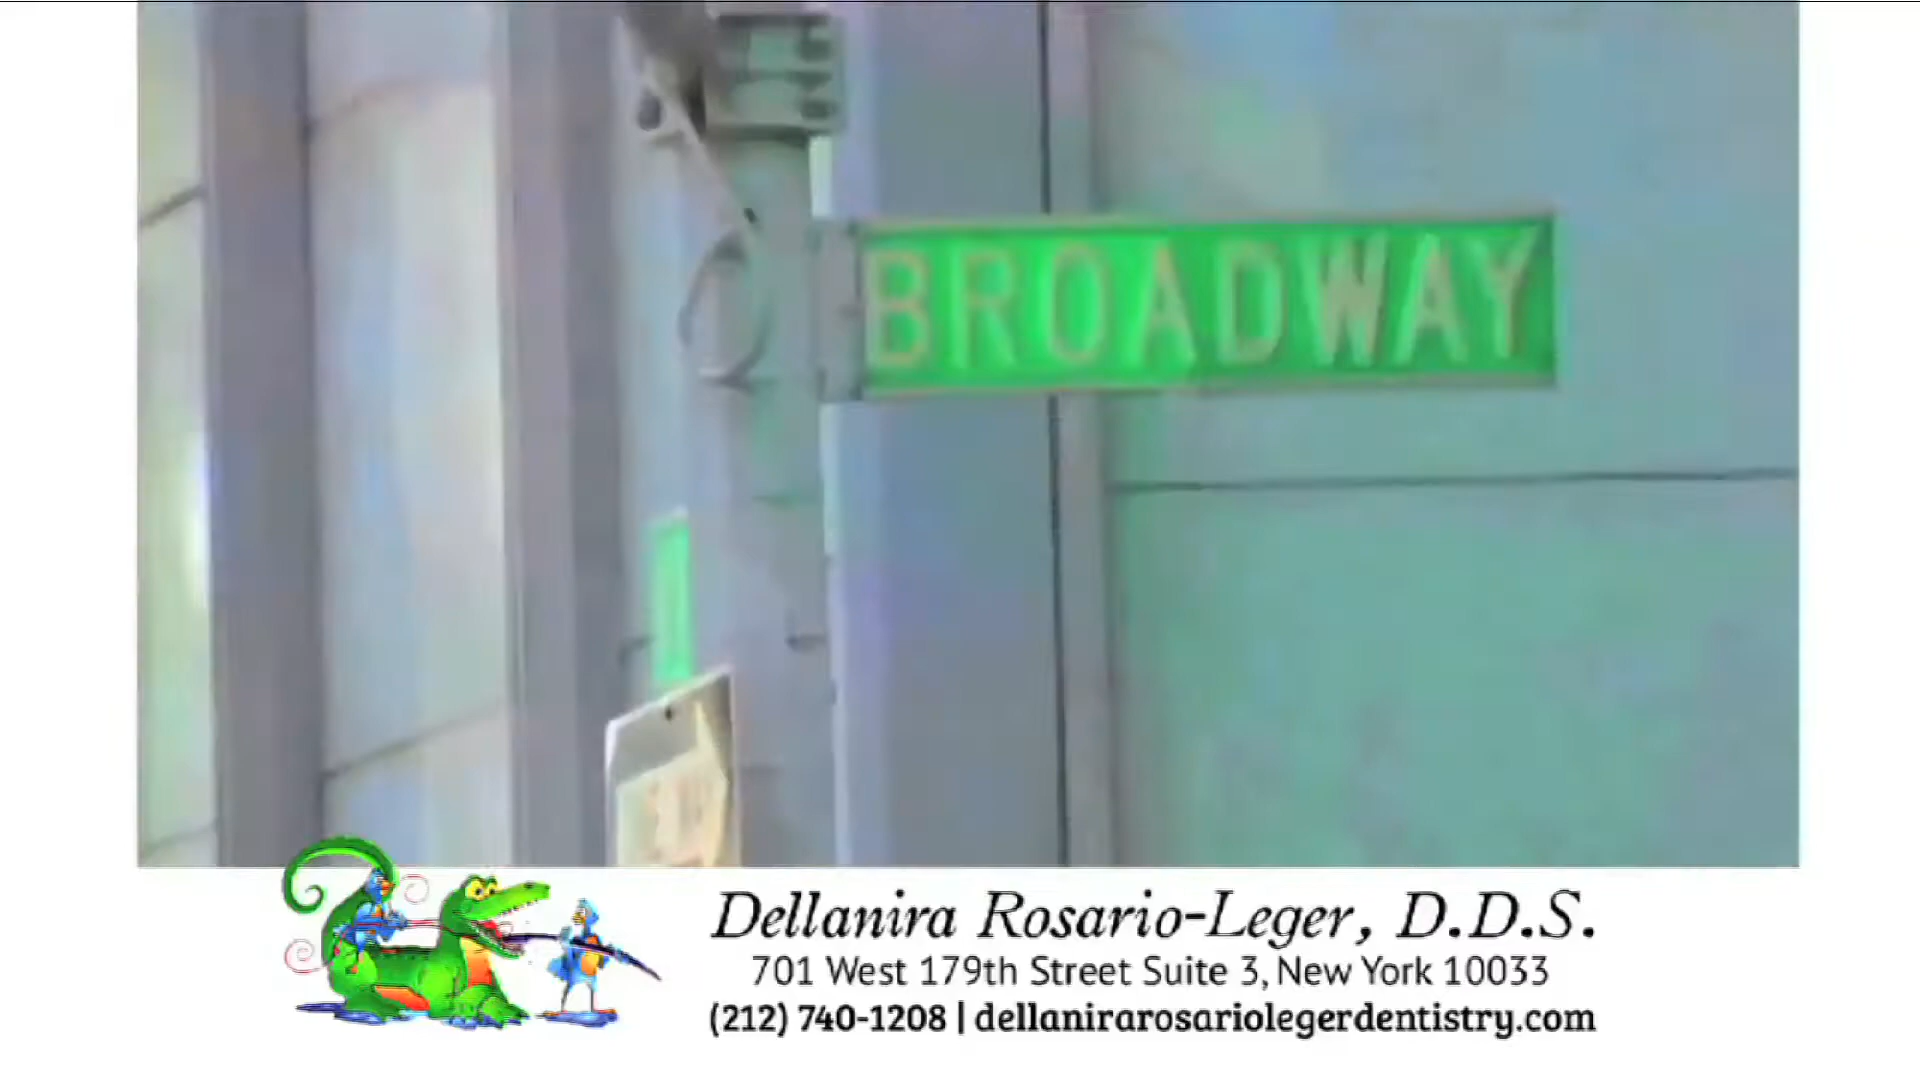 BROADWAY
Dellanira Rosario-Leger, D.D.S.
701 West 179th Street Suite 3, New York 10033
(212) 740-1208 | dellanirarosariolegerdentistry.com